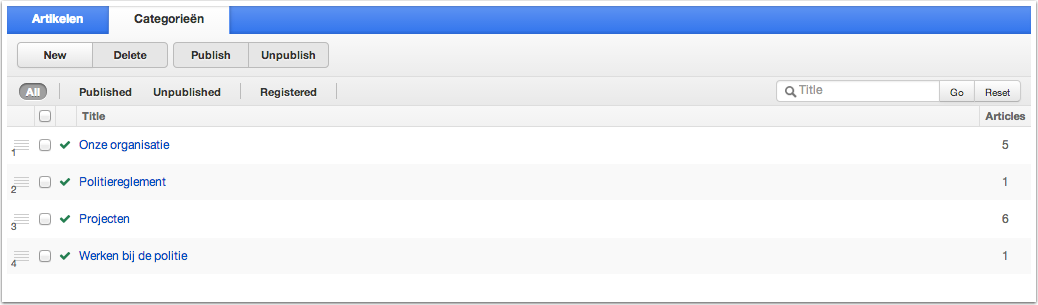 Artikelen Categorieën
New Delete Publish Unpublish
All Published Unpublished Registered Title Go Reset
Title Articles
1 Onze organisatie 5
2 Politiereglement 1
3 Projecten 6
4 Werken bij de politie 1